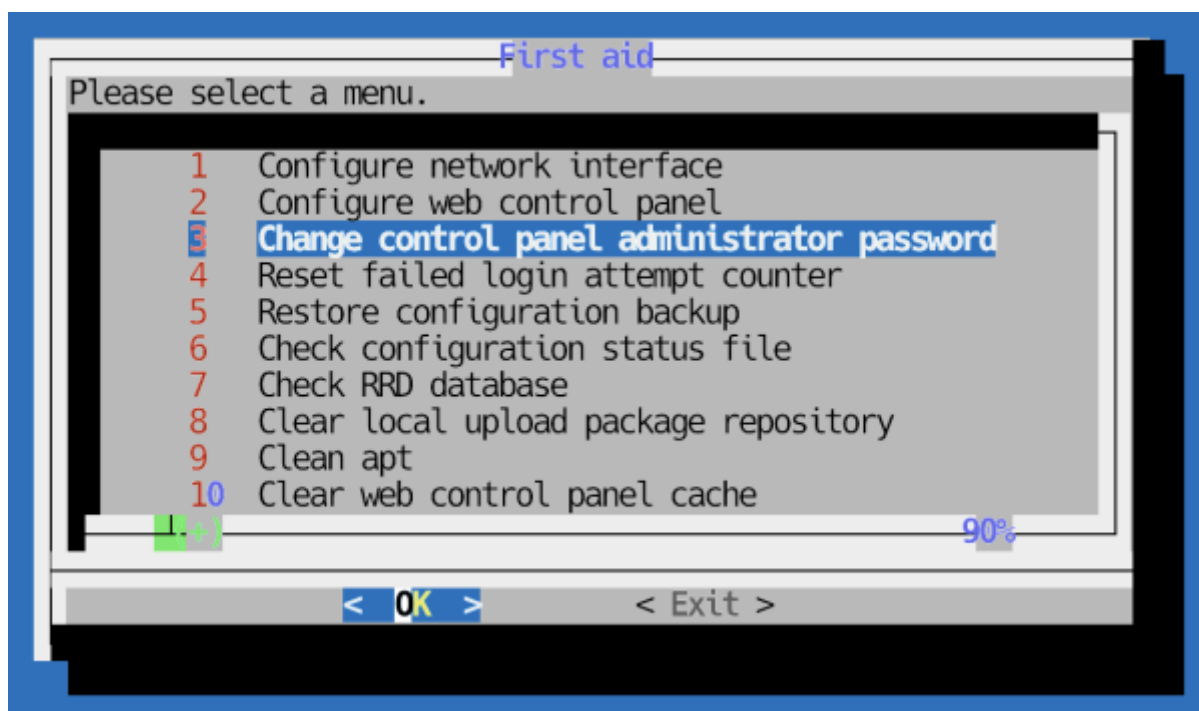 First aid
Please select a menu.
1 Configure network interface
2 Configure web control panel
3 Change control panel administrator password
4 Reset failed login attempt counter
5 Restore configuration backup
6 Check configuration status file
7 Check RRD database
8 Clear local upload package repository
9 Clean apt
10 Clear web control panel cache
(+) 90%
< OK > < Exit >